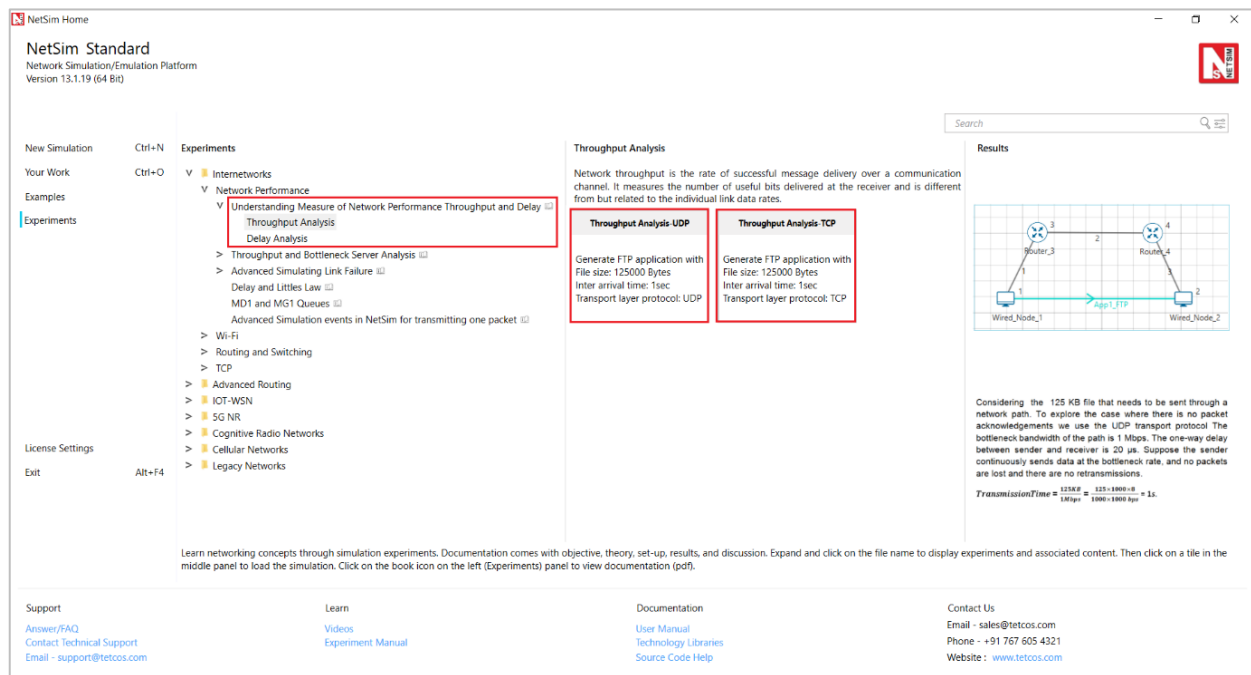 NetSim Home
NetSim Standard
Network Simulation/Emulation Platform
Version 13.1.19 (64 Bit)
NETSIM
Search
New Simulation Ctrl+N
Your Work Ctrl+O
Examples
Experiments
License Settings
Exit Alt+F4
Experiments
Internetworks
Network Performance
Understanding Measure of Network Performance Throughput and Delay
Throughput Analysis
Delay Analysis
Throughput and Bottleneck Server Analysis
Advanced Simulating Link Failure
Delay and Littles Law
MD1 and MG1 Queues
Advanced Simulation events in NetSim for transmitting one packet
Wi-Fi
Routing and Switching
TCP
Advanced Routing
IOT-WSN
5G NR
Cognitive Radio Networks
Cellular Networks
Legacy Networks
Throughput Analysis
Network throughput is the rate of successful message delivery over a communication
channel. It measures the number of useful bits delivered at the receiver and is different
from but related to the individual link data rates.
Throughput Analysis-UDP
Generate FTP application with
File size: 125000 Bytes
Inter arrival time: 1sec
Transport layer protocol: UDP
Throughput Analysis-TCP
Generate FTP application with
File size: 125000 Bytes
Inter arrival time: 1sec
Transport layer protocol: TCP
Results
3
4
Router_3
2
Router_4
1
3
1
2
App1_FTP
Wired_Node_1
Wired_Node_2
Considering the 125 KB file that needs to be sent through a
network path. To explore the case where there is no packet
acknowledgements we use the UDP transport protocol The
bottleneck bandwidth of the path is 1 Mbps. The one-way delay
between sender and receiver is 20 µs. Suppose the sender
continuously sends data at the bottleneck rate, and no packets
are lost and there are no retransmissions.
TransmissionTime = 125KB/1Mbps = 125×1000×8/1000×1000 bps = 1s.
Learn networking concepts through simulation experiments. Documentation comes with objective, theory, set-up, results, and discussion. Expand and click on the file name to display experiments and associated content. Then click on a tile in the
middle panel to load the simulation. Click on the book icon on the left (Experiments) panel to view documentation (pdf).
Support
Answer/FAQ
Contact Technical Support
Email - support@tetcos.com
Learn
Videos
Experiment Manual
Documentation
User Manual
Technology Libraries
Source Code Help
Contact Us
Email - sales@tetcos.com
Phone - +91 767 605 4321
Website : www.tetcos.com